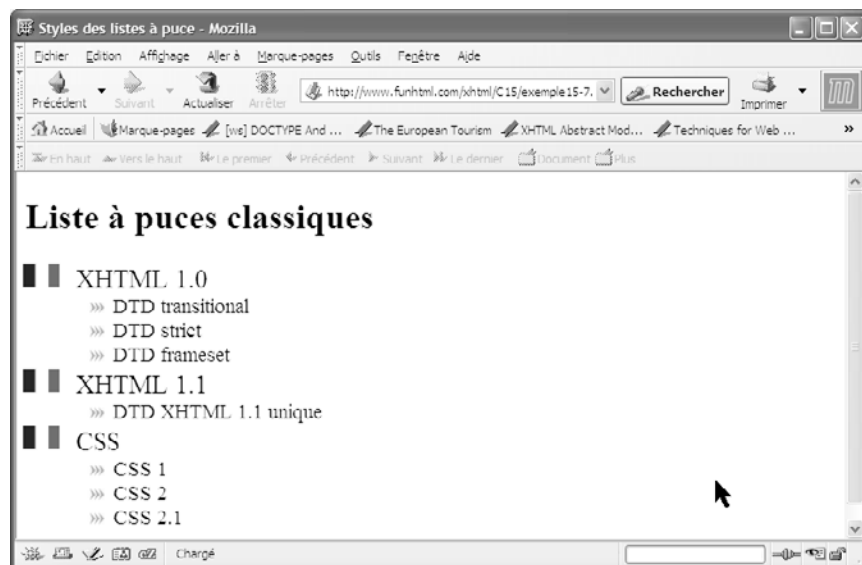 Styles des listes à puce - Mozilla
Fichier Edition Affichage Aller à Marque-pages Outils Fenêtre Aide
Précédent Suivant Actualiser Arrêter http://www.funhtml.com/xhtml/C15/exemple15-7. Rechercher Imprimer
Accueil Marque-pages [ws] DOCTYPE And ... The European Tourism XHTML Abstract Mod... Techniques for Web ... »
En haut Vers le haut Le premier Précédent Suivant Le dernier Document Plus
Liste à puces classiques
XHTML 1.0
DTD transitional
DTD strict
DTD frameset
XHTML 1.1
DTD XHTML 1.1 unique
CSS
CSS 1
CSS 2
CSS 2.1
Chargé